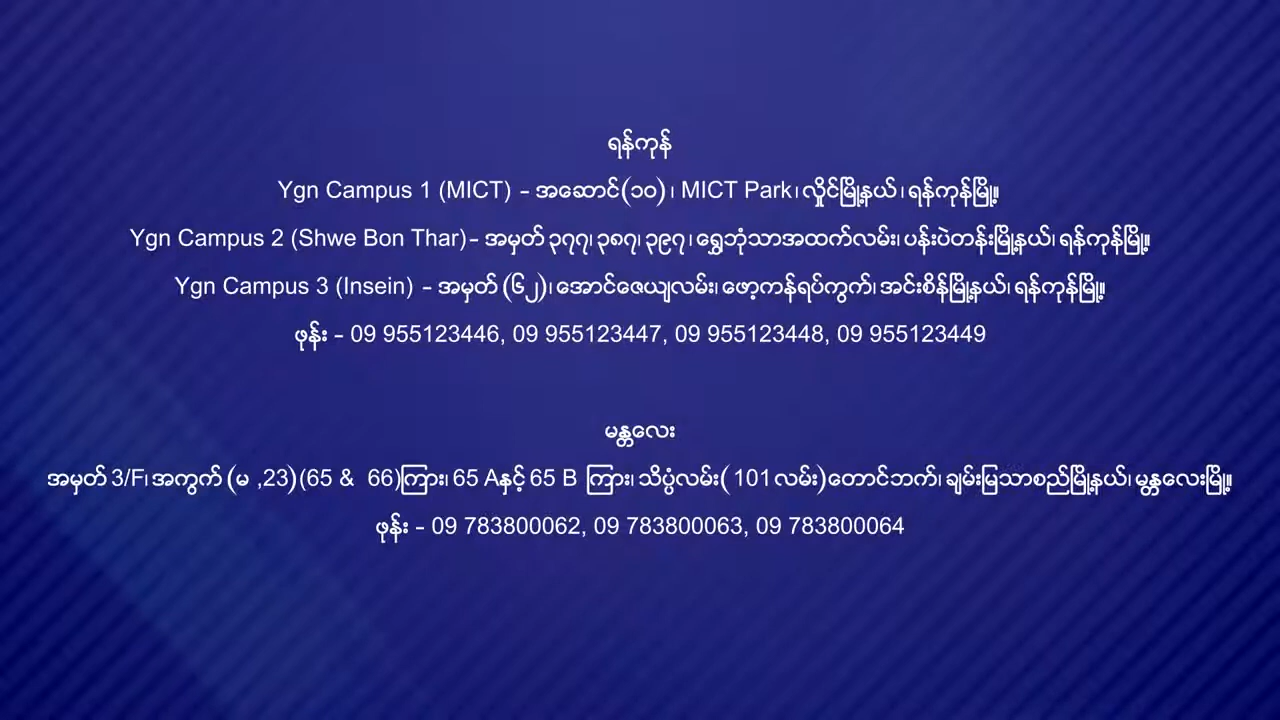 ရန်ကုန်
Ygn Campus 1 (MICT) - အဆောင်(၁၀)၊ MICT Park၊လှိုင်မြို့နယ်၊ရန်ကုန်မြို့။
Ygn Campus 2 (Shwe Bon Thar)- အမှတ် ၃၇၇၊၃၈၇၊၃၉၇၊ရွှေဘုံသာအထက်လမ်း၊ပန်းပဲတန်းမြို့နယ်၊ရန်ကုန်မြို့။
Ygn Campus 3 (Insein) - အမှတ် (၆၂)၊အောင်ဇေယျလမ်း၊ဖော့ကန်ရပ်ကွက်၊အင်းစိန်မြို့နယ်၊ရန်ကုန်မြို့။
ဖုန်း - 09 955123446, 09 955123447, 09 955123448, 09 955123449
မန္တလေး
အမှတ် 3/F၊အကွက် (မ ,23)(65 & 66)ကြား၊ 65 Aနှင့် 65 B ကြား၊ သိပ္ပံလမ်း(101လမ်း)တောင်ဘက်၊ ချမ်းမြသာစည်မြို့နယ်၊မန္တလေးမြို့။
ဖုန်း - 09 783800062, 09 783800063, 09 783800064